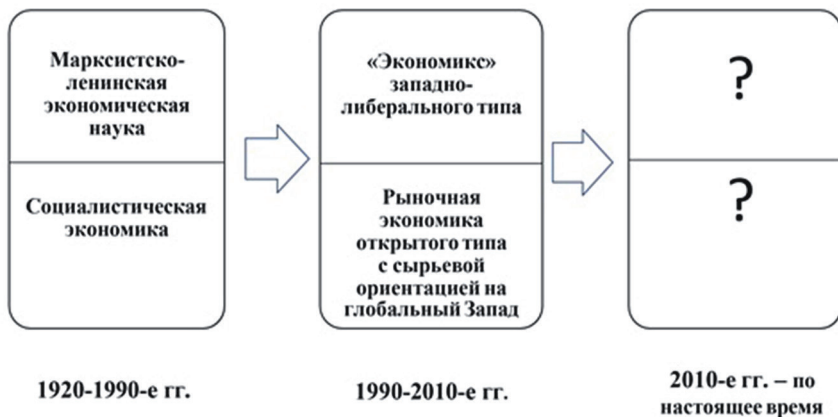 Марксистско-
ленинская
экономическая
наука
Социалистическая
экономика
«Экономикс»
западно-
либерального типа
Рыночная
экономика
открытого типа
с сырьевой
ориентацией на
глобальный Запад
?
?
1920-1990-е гг.
1990-2010-е гг.
2010-е гг. – по
настоящее время